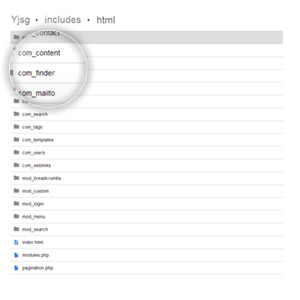 Yjsg › includes › html
com_contact
com_content
com_finder
com_mailto
com_search
com_tags
com_templates
com_users
com_weblinks
mod_breadcrumbs
mod_custom
mod_login
mod_menu
mod_search
index.html
modules.php
pagination.php